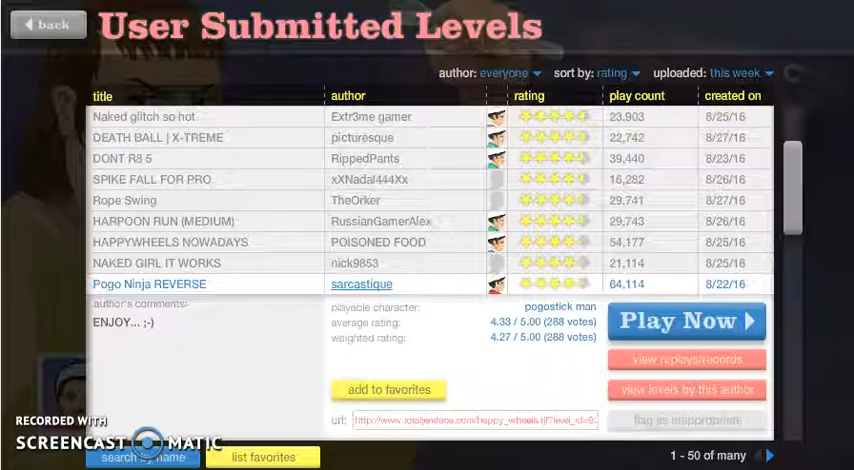 back User Submitted Levels
author: everyone sort by: rating uploaded: this week
title author rating play count created on
Naked glitch so hot Extr3me gamer 23,903 8/25/16
DEATH BALL | X-TREME picturesque 22,742 8/27/16
DONT R8 5 RippedPants 39,440 8/23/16
SPIKE FALL FOR PRO xXNadal444Xx 16,282 8/26/16
Rope Swing TheOrker 29,741 8/27/16
HARPOON RUN (MEDIUM) RussianGamerAlex 29,743 8/26/16
HAPPYWHEELS NOWADAYS POISONED FOOD 54,177 8/25/16
NAKED GIRL IT WORKS nick9853 21,114 8/25/16
Pogo Ninja REVERSE sarcastique 64,114 8/22/16
author's comments:
ENJOY... ;-)
playable character: pogostick man
average rating: 4.33 / 5.00 (288 votes)
weighted rating: 4.27 / 5.00 (288 votes)
Play Now
view replays/records
add to favorites
view levels by this author
url:
flag as inappropriate
RECORDED WITH
SCREENCAST MATIC
search by name list favorites
1 - 50 of many